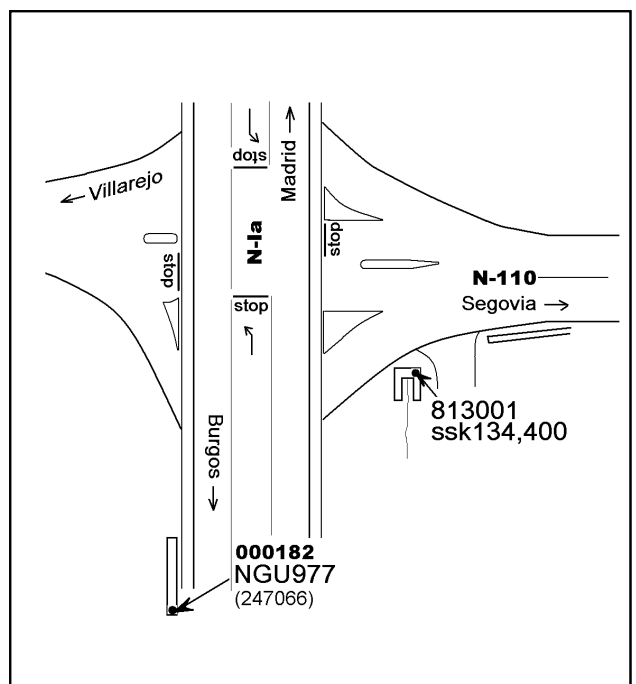 stop
Madrid
Villarejo
N-Ia
stop
stop
N-110
Segovia
stop
813001
ssk134,400
Burgos
000182
NGU977
(247066)